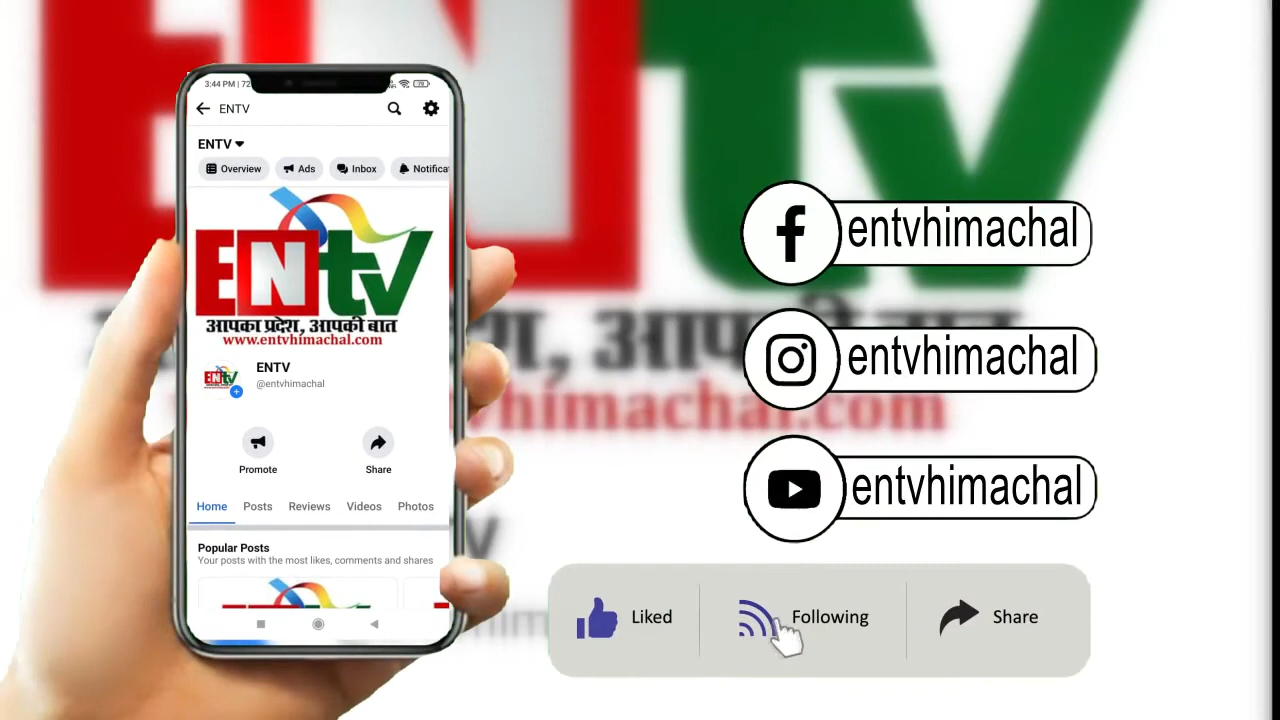 3:44 PM | 72
ENTV
ENTV
Overview
Ads
Inbox
Notifica
ENtv
आपका प्रदेश, आपकी बात
www.entvhimachal.com
ENTV
@entvhimachal
Promote
Share
Home
Posts
Reviews
Videos
Photos
Popular Posts
Your posts with the most likes, comments and shares
entvhimachal
entvhimachal
entvhimachal
Liked
Following
Share